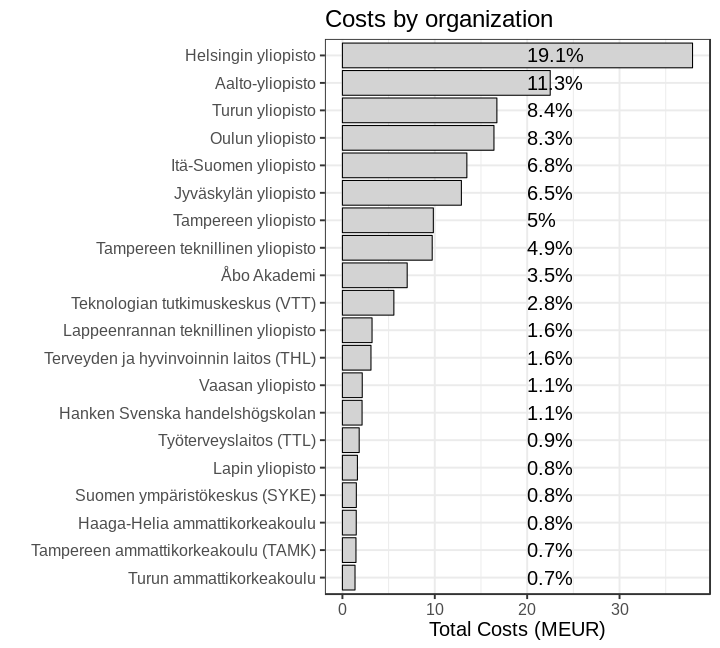 Costs by organization
Helsingin yliopisto 19.1%
Aalto-yliopisto 11.3%
Turun yliopisto 8.4%
Oulun yliopisto 8.3%
Itä-Suomen yliopisto 6.8%
Jyväskylän yliopisto 6.5%
Tampereen yliopisto 5%
Tampereen teknillinen yliopisto 4.9%
Åbo Akademi 3.5%
Teknologian tutkimuskeskus (VTT) 2.8%
Lappeenrannan teknillinen yliopisto 1.6%
Terveyden ja hyvinvoinnin laitos (THL) 1.6%
Vaasan yliopisto 1.1%
Hanken Svenska handelshögskolan 1.1%
Työterveyslaitos (TTL) 0.9%
Lapin yliopisto 0.8%
Suomen ympäristökeskus (SYKE) 0.8%
Haaga-Helia ammattikorkeakoulu 0.8%
Tampereen ammattikorkeakoulu (TAMK) 0.7%
Turun ammattikorkeakoulu 0.7%
0 10 20 30
Total Costs (MEUR)